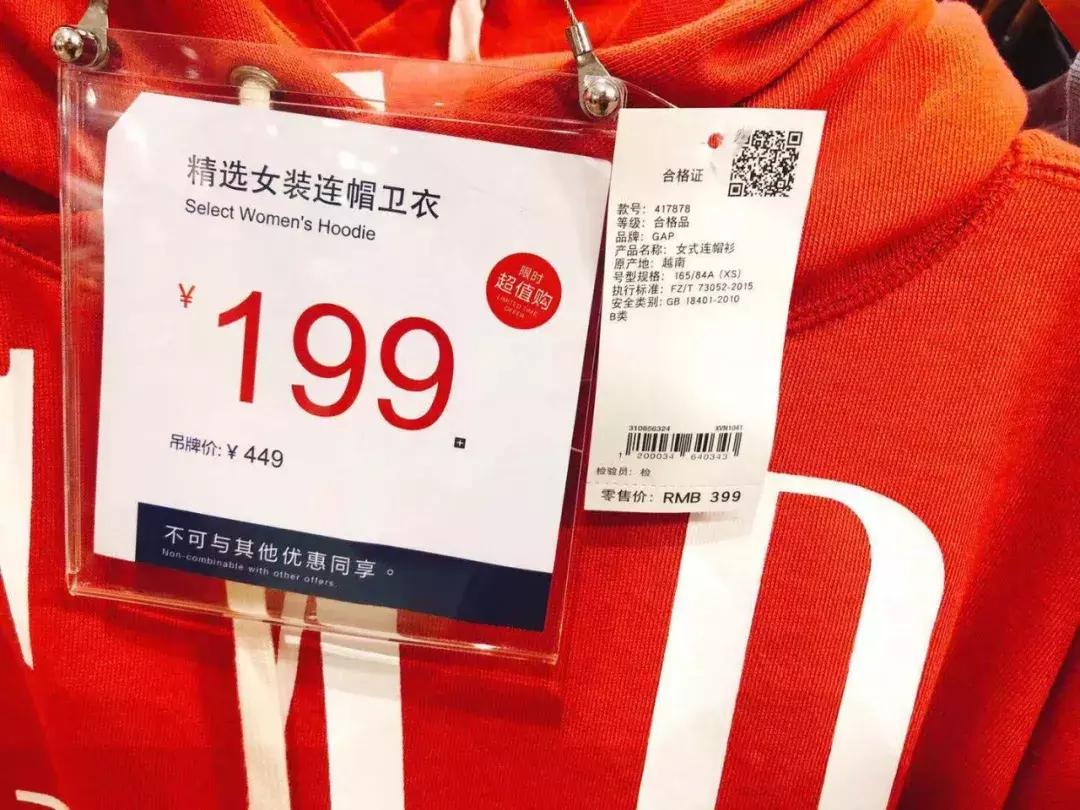 精选女装连帽卫衣
Select Women's Hoodie
限时
超值购
LIMITED TIME
OFFER
¥199
吊牌价: ¥ 449
不可与其他优惠同享。
Non-combinable with other offers.
合格证
款号: 417878
等级: 合格品
品牌: GAP
产品名称: 女式连帽衫
原产地: 越南
号型规格: 165/84A (XS)
执行标准: FZ/T 73052-2015
安全类别: GB 18401-2010
B类
310856324 XVN1041
1 200034 640343
检验员: 检
零售价: RMB 399
D